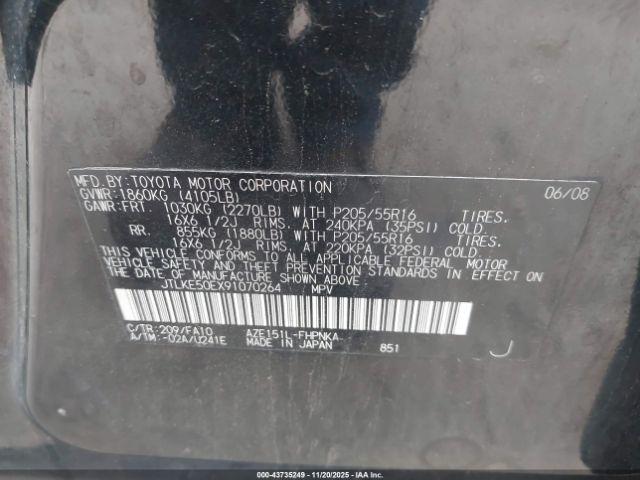 MFD.BY:TOYOTA MOTOR CORPORATION 06/08
GVWR:1860KG (4105LB)
GAWR:FRT. 1030KG (2270LB) WITH P205/55R16 TIRES.
16X6 1/2J RIMS. AT 240KPA (35PSI) COLD
RR. 855KG (1880LB) WITH P205/55R16 TIRES.
16X6 1/2J RIMS. AT 220KPA (32PSI) COLD.
THIS VEHICLE CONFORMS TO ALL APPLICABLE FEDERAL MOTOR
VEHICLE SAFETY AND THEFT PREVENTION STANDARDS IN EFFECT ON
THE DATE OF MANUFACTURE SHOWN ABOVE.
JTLKE50EX91070264 MPV
C/TR:209/FA10 AZE151L-FHPNKA
A/TM:-02A/U241E MADE IN JAPAN 851 J
000-43735249 - 11/20/2025 - IAAI.COM